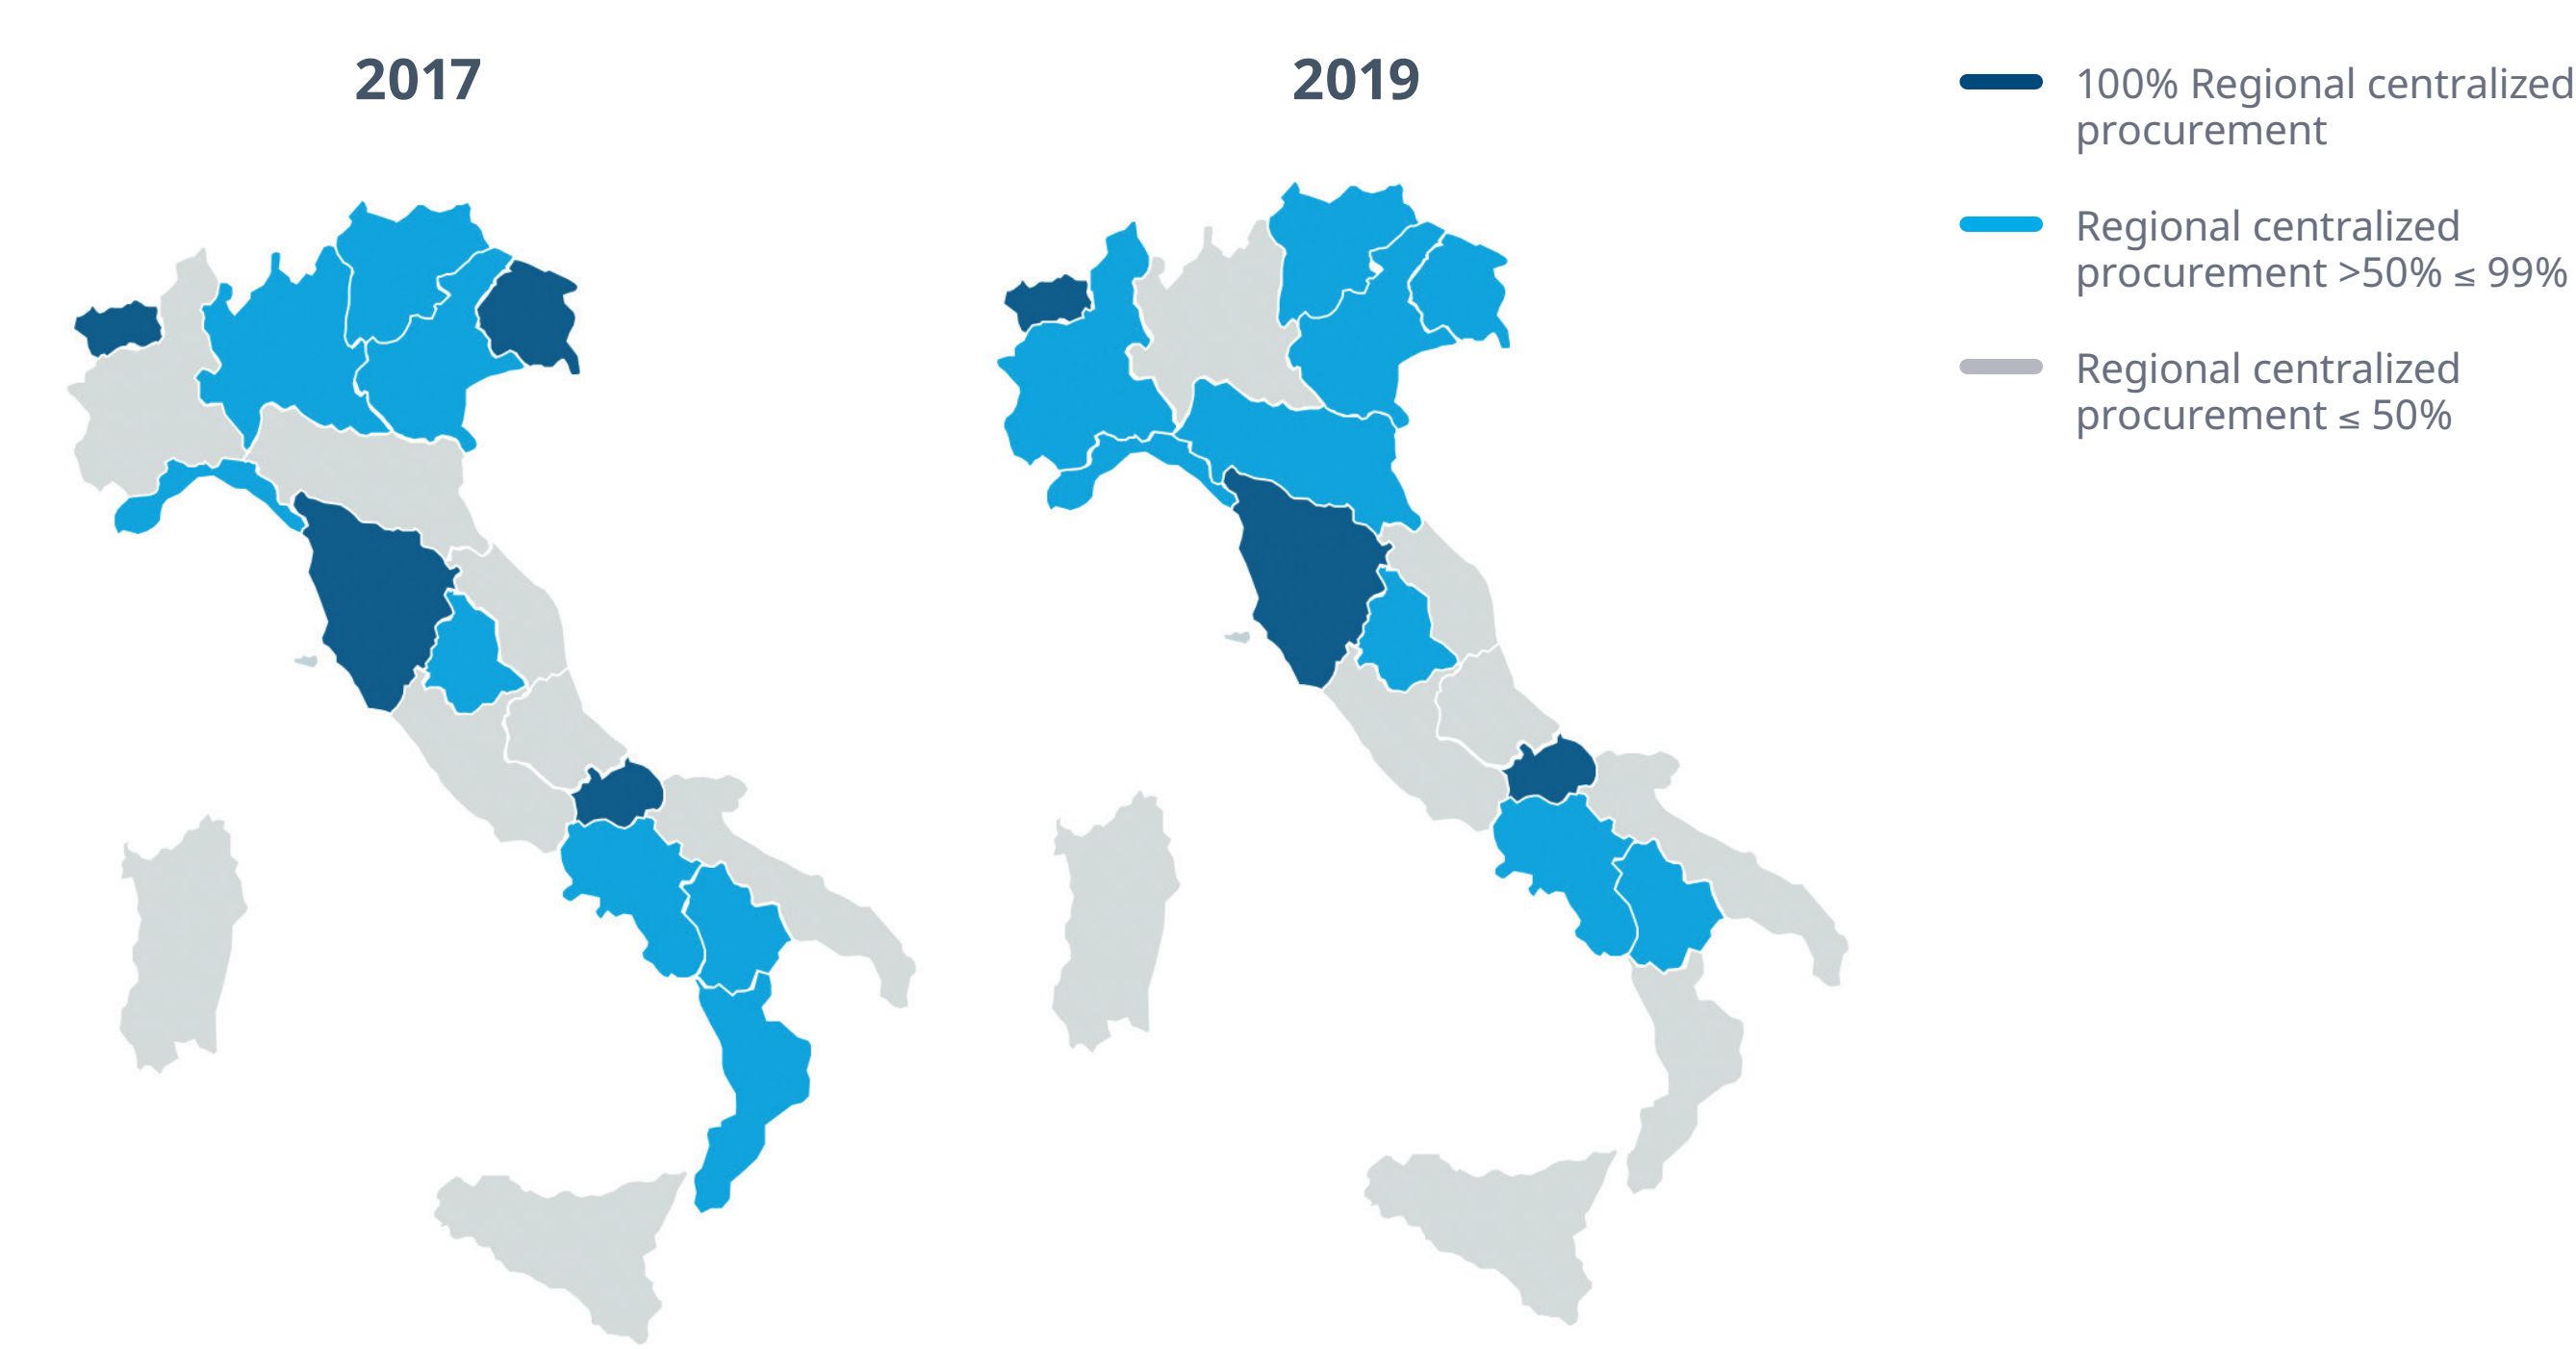 2017
2019
100% Regional centralized
procurement
Regional centralized
procurement >50% ≤ 99%
Regional centralized
procurement ≤ 50%